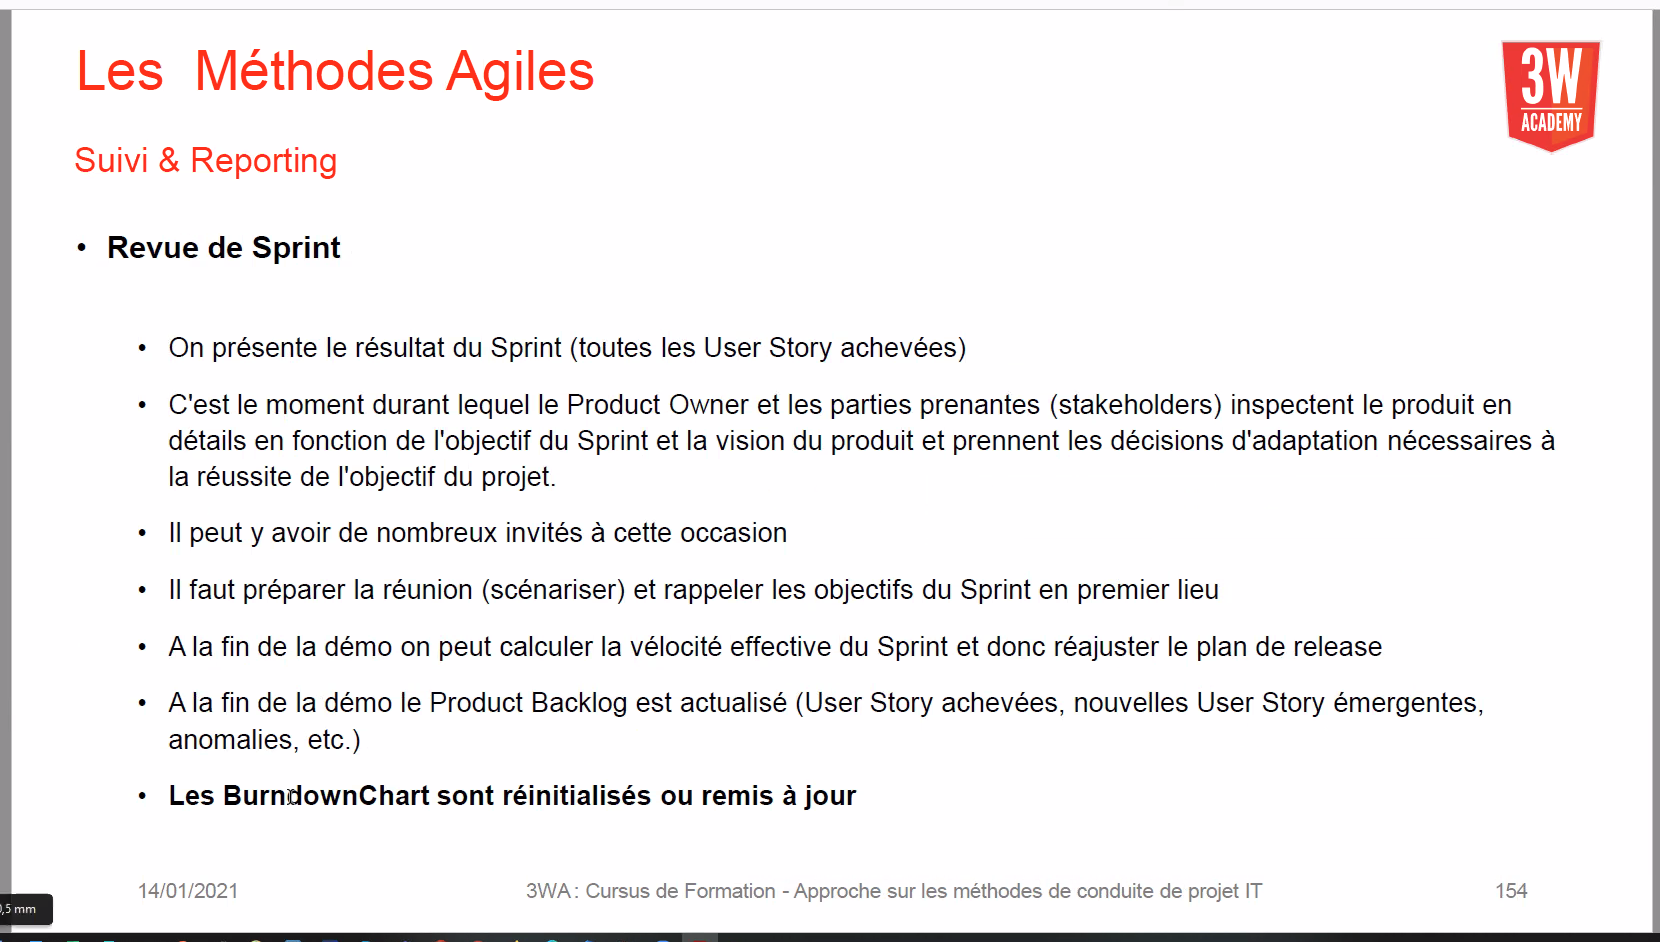 Les Méthodes Agiles
3W
ACADEMY
Suivi & Reporting
• Revue de Sprint
• On présente le résultat du Sprint (toutes les User Story achevées)
• C'est le moment durant lequel le Product Owner et les parties prenantes (stakeholders) inspectent le produit en
détails en fonction de l'objectif du Sprint et la vision du produit et prennent les décisions d'adaptation nécessaires à
la réussite de l'objectif du projet.
• Il peut y avoir de nombreux invités à cette occasion
• Il faut préparer la réunion (scénariser) et rappeler les objectifs du Sprint en premier lieu
• A la fin de la démo on peut calculer la vélocité effective du Sprint et donc réajuster le plan de release
• A la fin de la démo le Product Backlog est actualisé (User Story achevées, nouvelles User Story émergentes,
anomalies, etc.)
• Les BurndownChart sont réinitialisés ou remis à jour
14/01/2021 3WA : Cursus de Formation - Approche sur les méthodes de conduite de projet IT 154
,5 mm